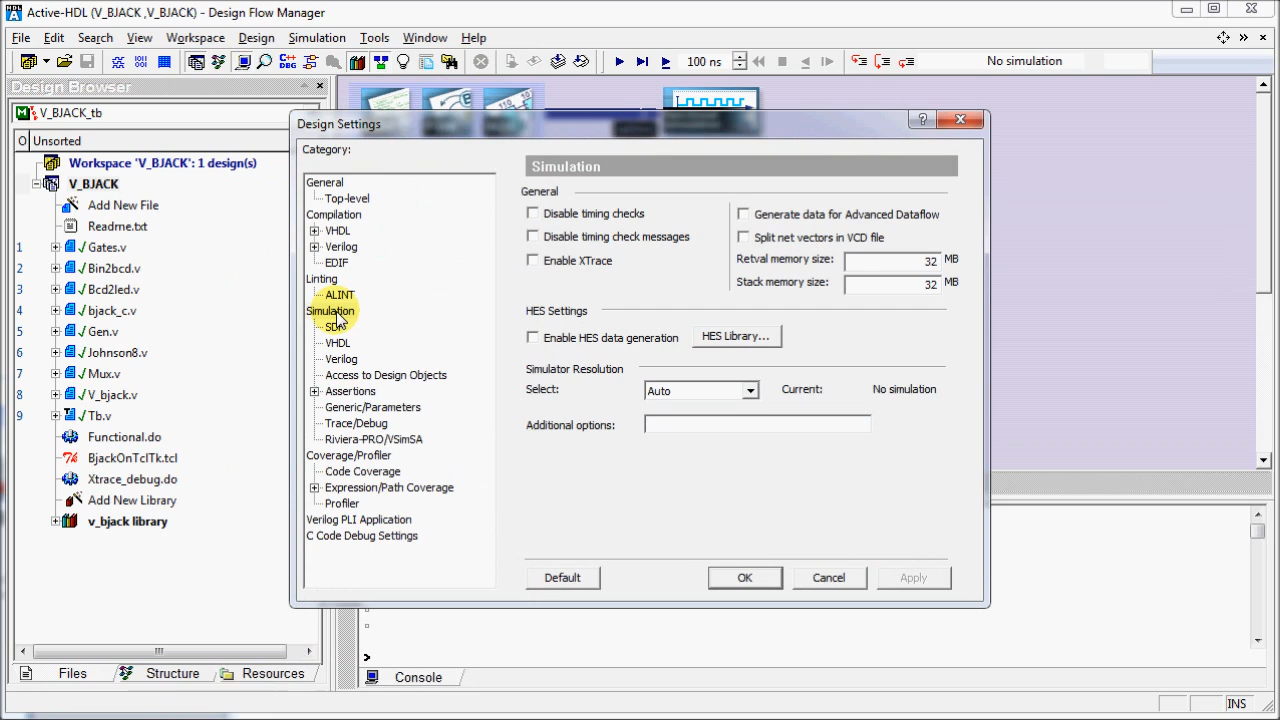 Active-HDL (V_BJACK ,V_BJACK) - Design Flow Manager
File Edit Search View Workspace Design Simulation Tools Window Help
100 ns No simulation
Design Browser
V_BJACK_tb
O Unsorted
Workspace 'V_BJACK': 1 design(s)
V_BJACK
Add New File
Readme.txt
1 Gates.v
2 Bin2bcd.v
3 Bcd2led.v
4 bjack_c.v
5 Gen.v
6 Johnson8.v
7 Mux.v
8 V_bjack.v
9 Tb.v
Functional.do
BjackOnTclTk.tcl
Xtrace_debug.do
Add New Library
v_bjack library
Files Structure Resources
Design Settings
Category:
General
Top-level
Compilation
VHDL
Verilog
EDIF
Linting
ALINT
Simulation
SDF
VHDL
Verilog
Access to Design Objects
Assertions
Generic/Parameters
Trace/Debug
Riviera-PRO/VSimSA
Coverage/Profiler
Code Coverage
Expression/Path Coverage
Profiler
Verilog PLI Application
C Code Debug Settings
Simulation
General
Disable timing checks
Disable timing check messages
Enable XTrace
Generate data for Advanced Dataflow
Split net vectors in VCD file
Retval memory size: 32 MB
Stack memory size: 32 MB
HES Settings
Enable HES data generation HES Library...
Simulator Resolution
Select: Auto Current: No simulation
Additional options:
Default OK Cancel Apply
>
Console
INS